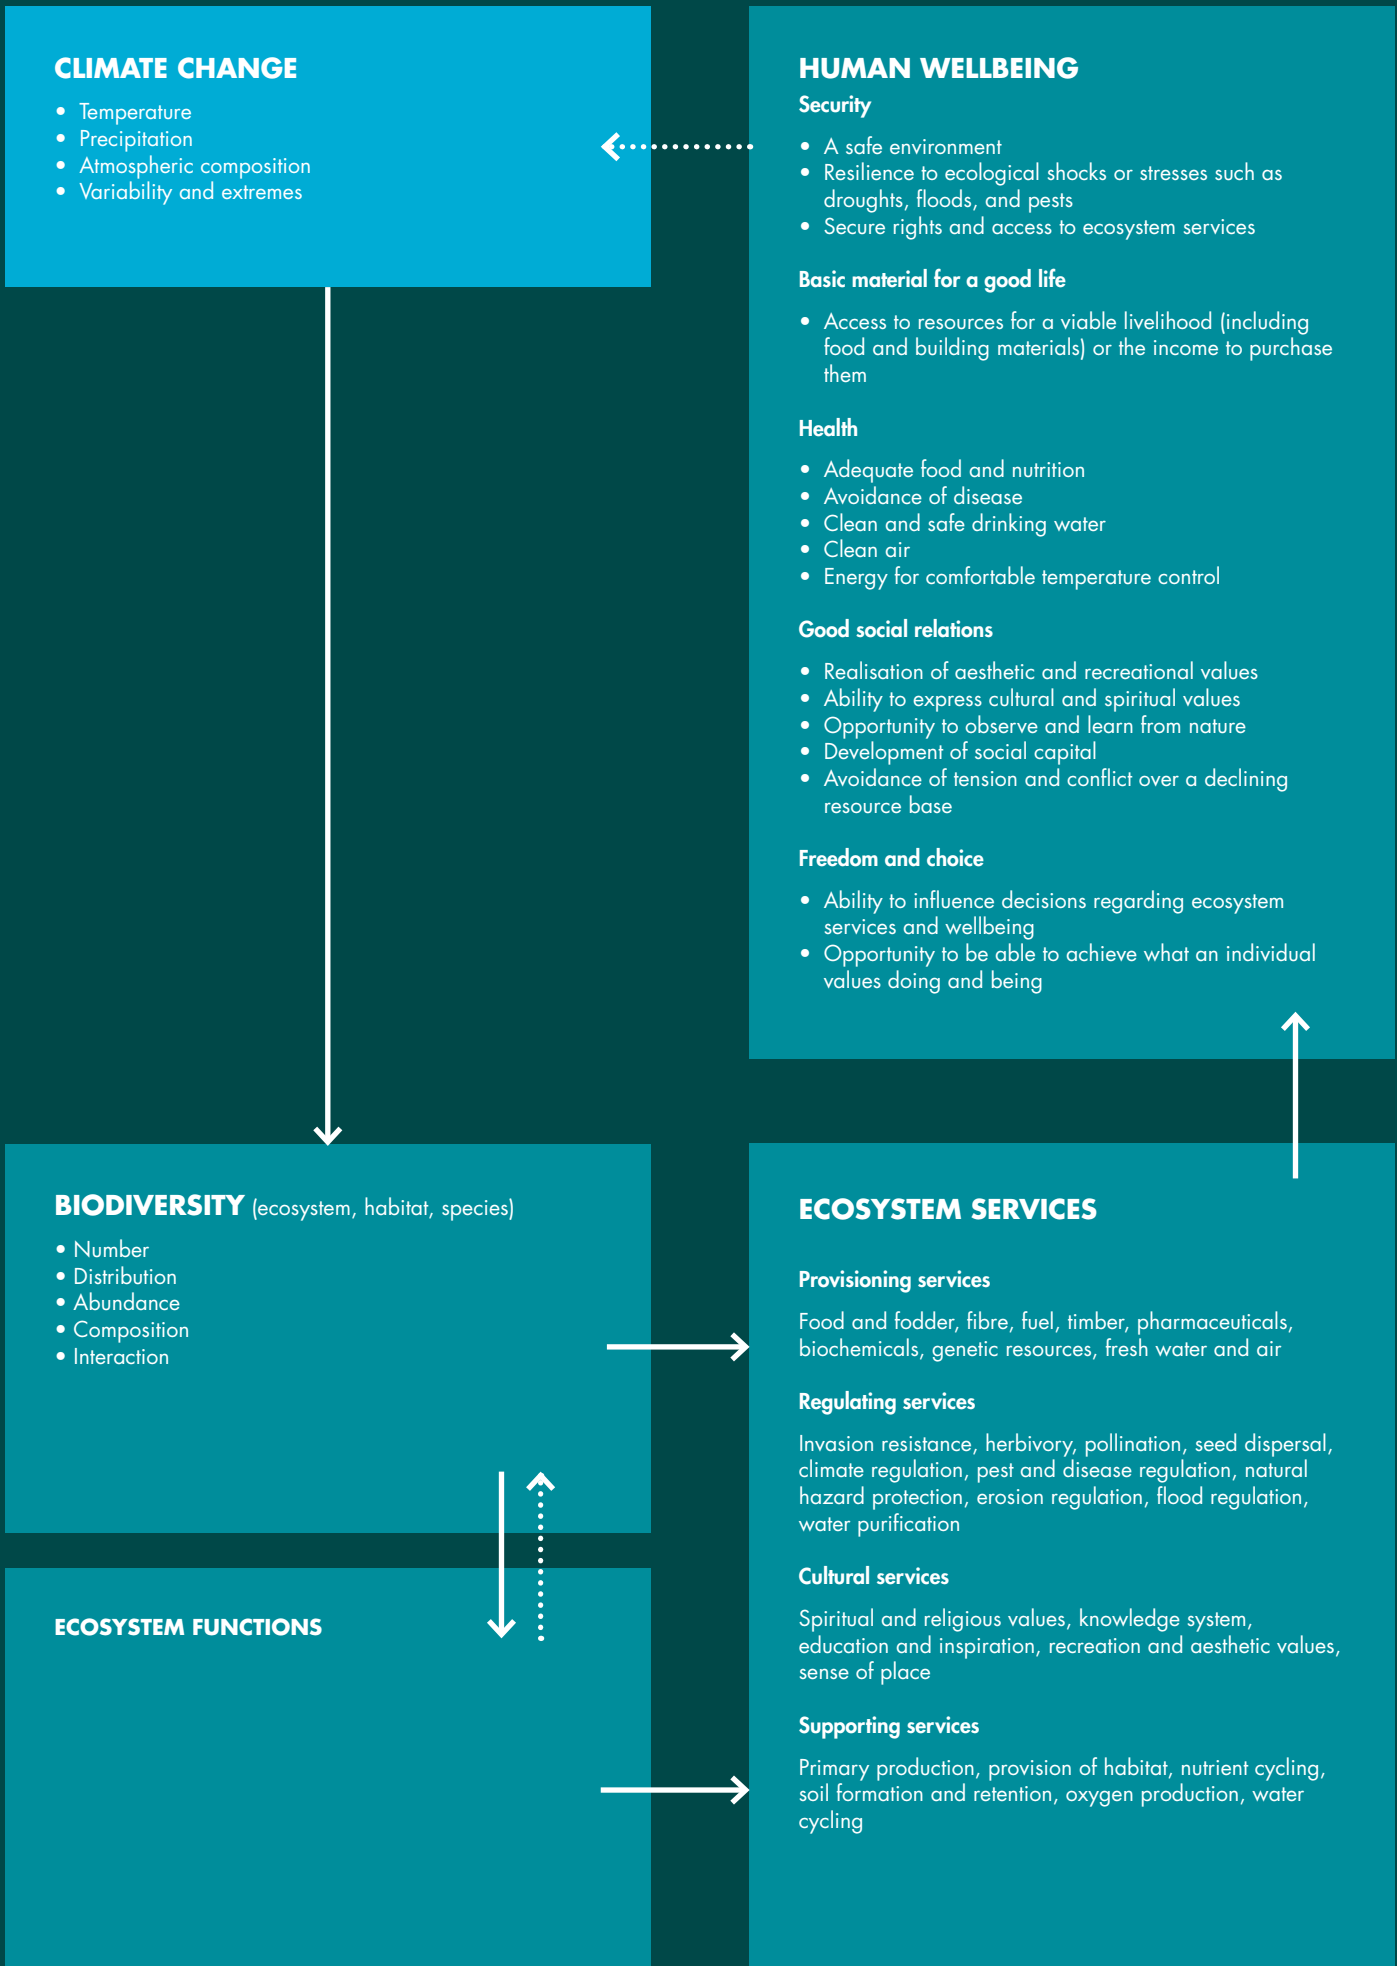 CLIMATE CHANGE
• Temperature
• Precipitation
• Atmospheric composition
• Variability and extremes
HUMAN WELLBEING
Security
• A safe environment
• Resilience to ecological shocks or stresses such as
droughts, floods, and pests
• Secure rights and access to ecosystem services
Basic material for a good life
• Access to resources for a viable livelihood (including
food and building materials) or the income to purchase
them
Health
• Adequate food and nutrition
• Avoidance of disease
• Clean and safe drinking water
• Clean air
• Energy for comfortable temperature control
Good social relations
• Realisation of aesthetic and recreational values
• Ability to express cultural and spiritual values
• Opportunity to observe and learn from nature
• Development of social capital
• Avoidance of tension and conflict over a declining
resource base
Freedom and choice
• Ability to influence decisions regarding ecosystem
services and wellbeing
• Opportunity to be able to achieve what an individual
values doing and being
BIODIVERSITY (ecosystem, habitat, species)
• Number
• Distribution
• Abundance
• Composition
• Interaction
ECOSYSTEM FUNCTIONS
ECOSYSTEM SERVICES
Provisioning services
Food and fodder, fibre, fuel, timber, pharmaceuticals,
biochemicals, genetic resources, fresh water and air
Regulating services
Invasion resistance, herbivory, pollination, seed dispersal,
climate regulation, pest and disease regulation, natural
hazard protection, erosion regulation, flood regulation,
water purification
Cultural services
Spiritual and religious values, knowledge system,
education and inspiration, recreation and aesthetic values,
sense of place
Supporting services
Primary production, provision of habitat, nutrient cycling,
soil formation and retention, oxygen production, water
cycling